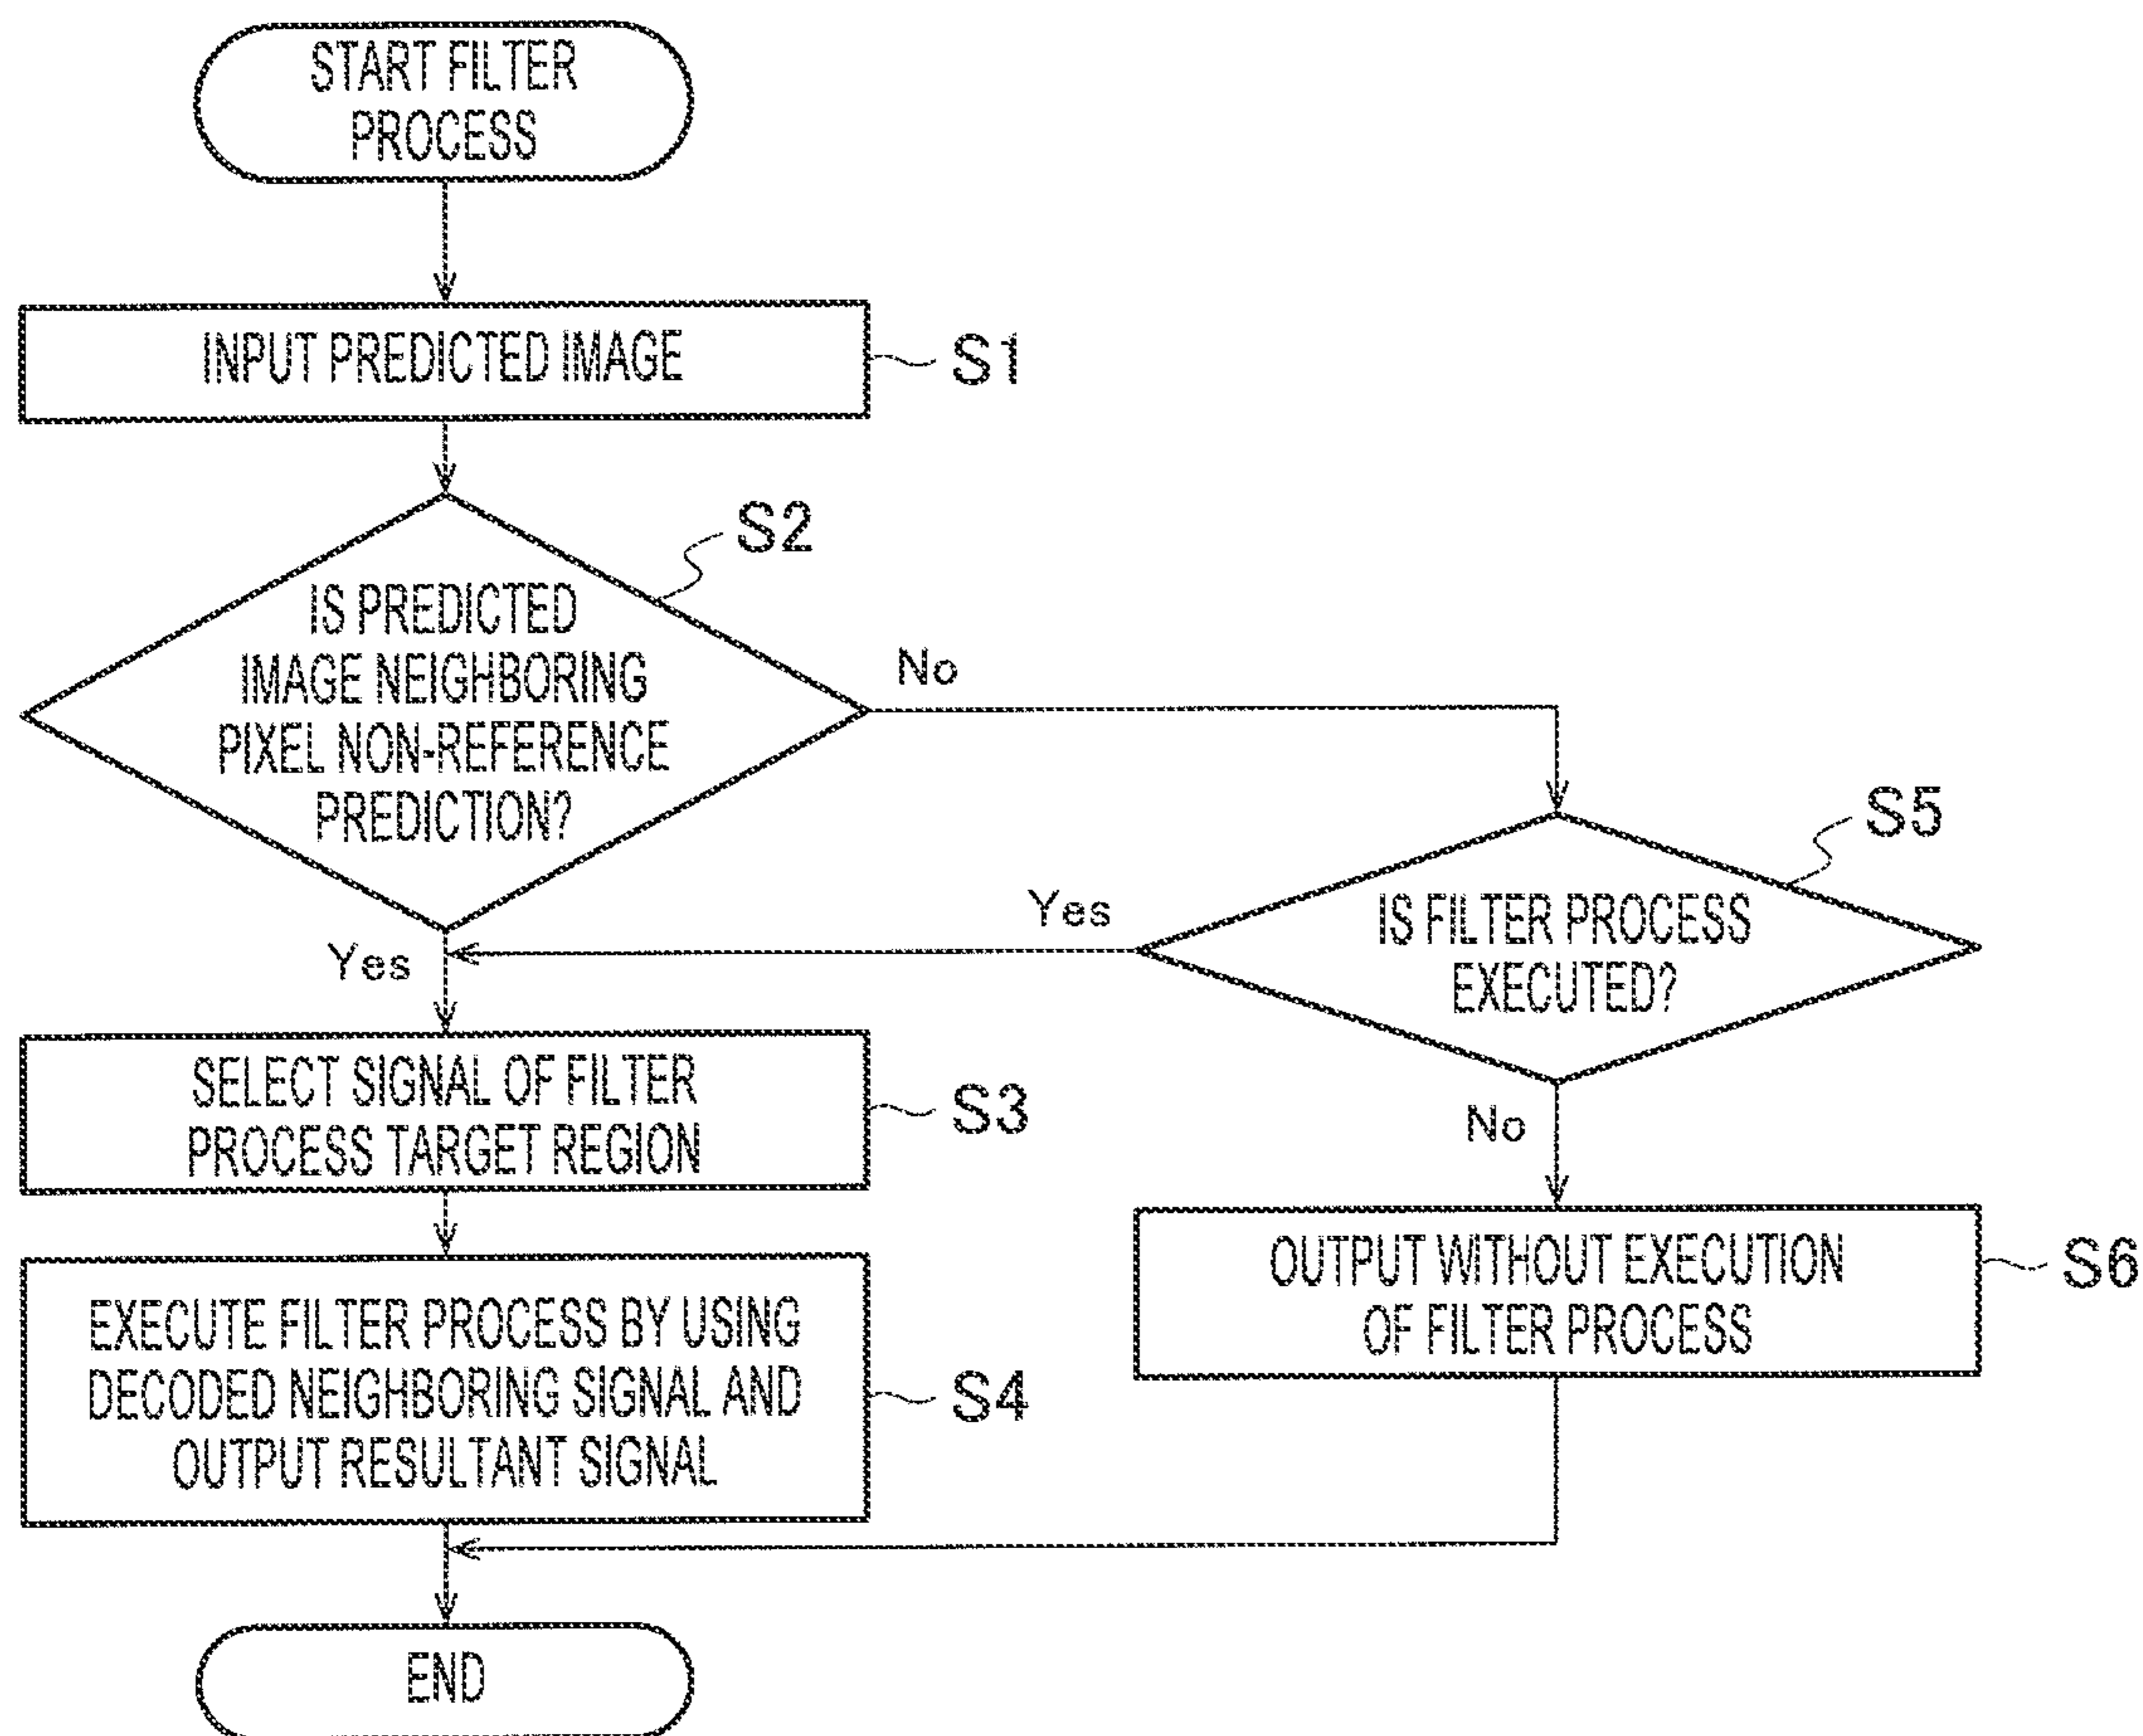 START FILTER
PROCESS
INPUT PREDICTED IMAGE
S1
S2
IS PREDICTED
IMAGE NEIGHBORING
PIXEL NON-REFERENCE
PREDICTION?
No
Yes
S5
IS FILTER PROCESS
EXECUTED?
Yes
No
SELECT SIGNAL OF FILTER
PROCESS TARGET REGION
S3
EXECUTE FILTER PROCESS BY USING
DECODED NEIGHBORING SIGNAL AND
OUTPUT RESULTANT SIGNAL
S4
OUTPUT WITHOUT EXECUTION
OF FILTER PROCESS
S6
END